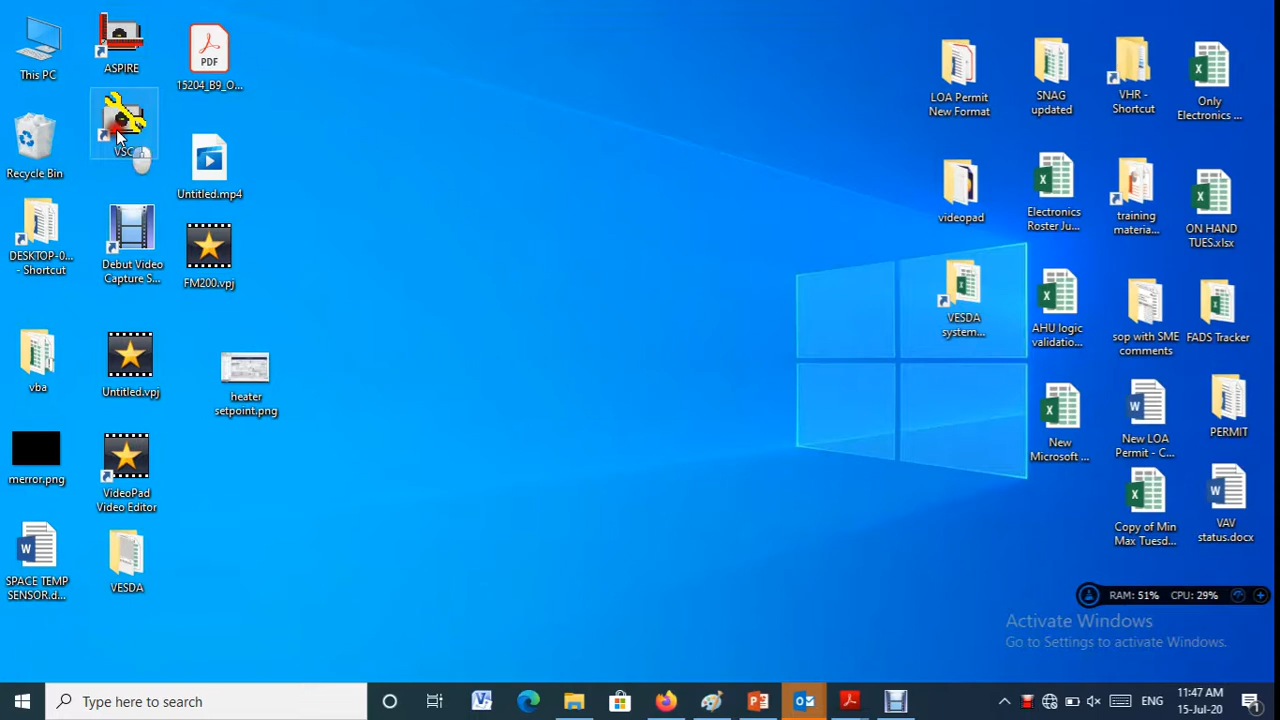 This PC
ASPIRE
PDF
15204_B9_O...
LOA Permit
New Format
SNAG
updated
VHR -
Shortcut
Only
Electronics ...
Recycle Bin
VSC
Untitled.mp4
videopad
Electronics
Roster Ju...
training
materia...
ON HAND
TUES.xlsx
DESKTOP-0...
- Shortcut
Debut Video
Capture S...
FM200.vpj
VESDA
system...
AHU logic
validatio...
sop with SME
comments
FADS Tracker
vba
Untitled.vpj
heater
setpoint.png
New
Microsoft ...
New LOA
Permit - C...
PERMIT
merror.png
VideoPad
Video Editor
Copy of Min
Max Tuesd...
VAV
status.docx
SPACE TEMP
SENSOR.d...
VESDA
RAM: 51% CPU: 29%
Activate Windows
Go to Settings to activate Windows.
Type here to search
ENG
11:47 AM
15-Jul-20
1